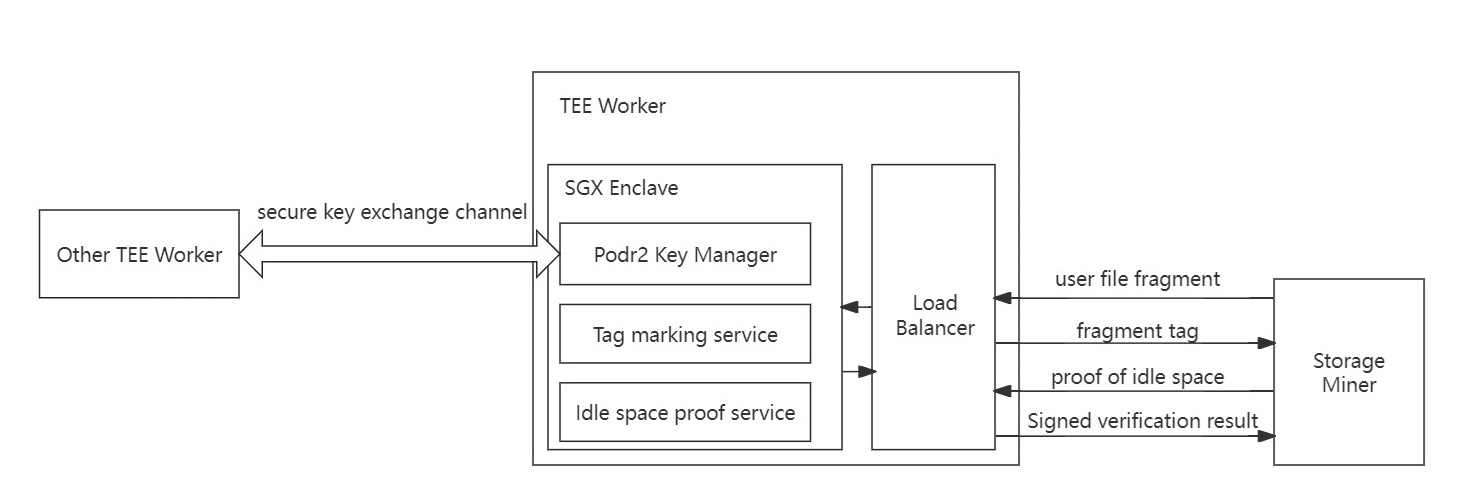 TEE Worker
SGX Enclave
secure key exchange channel
Other TEE Worker
Podr2 Key Manager
Tag marking service
Idle space proof service
Load
Balancer
user file fragment
fragment tag
proof of idle space
Signed verification result
Storage
Miner